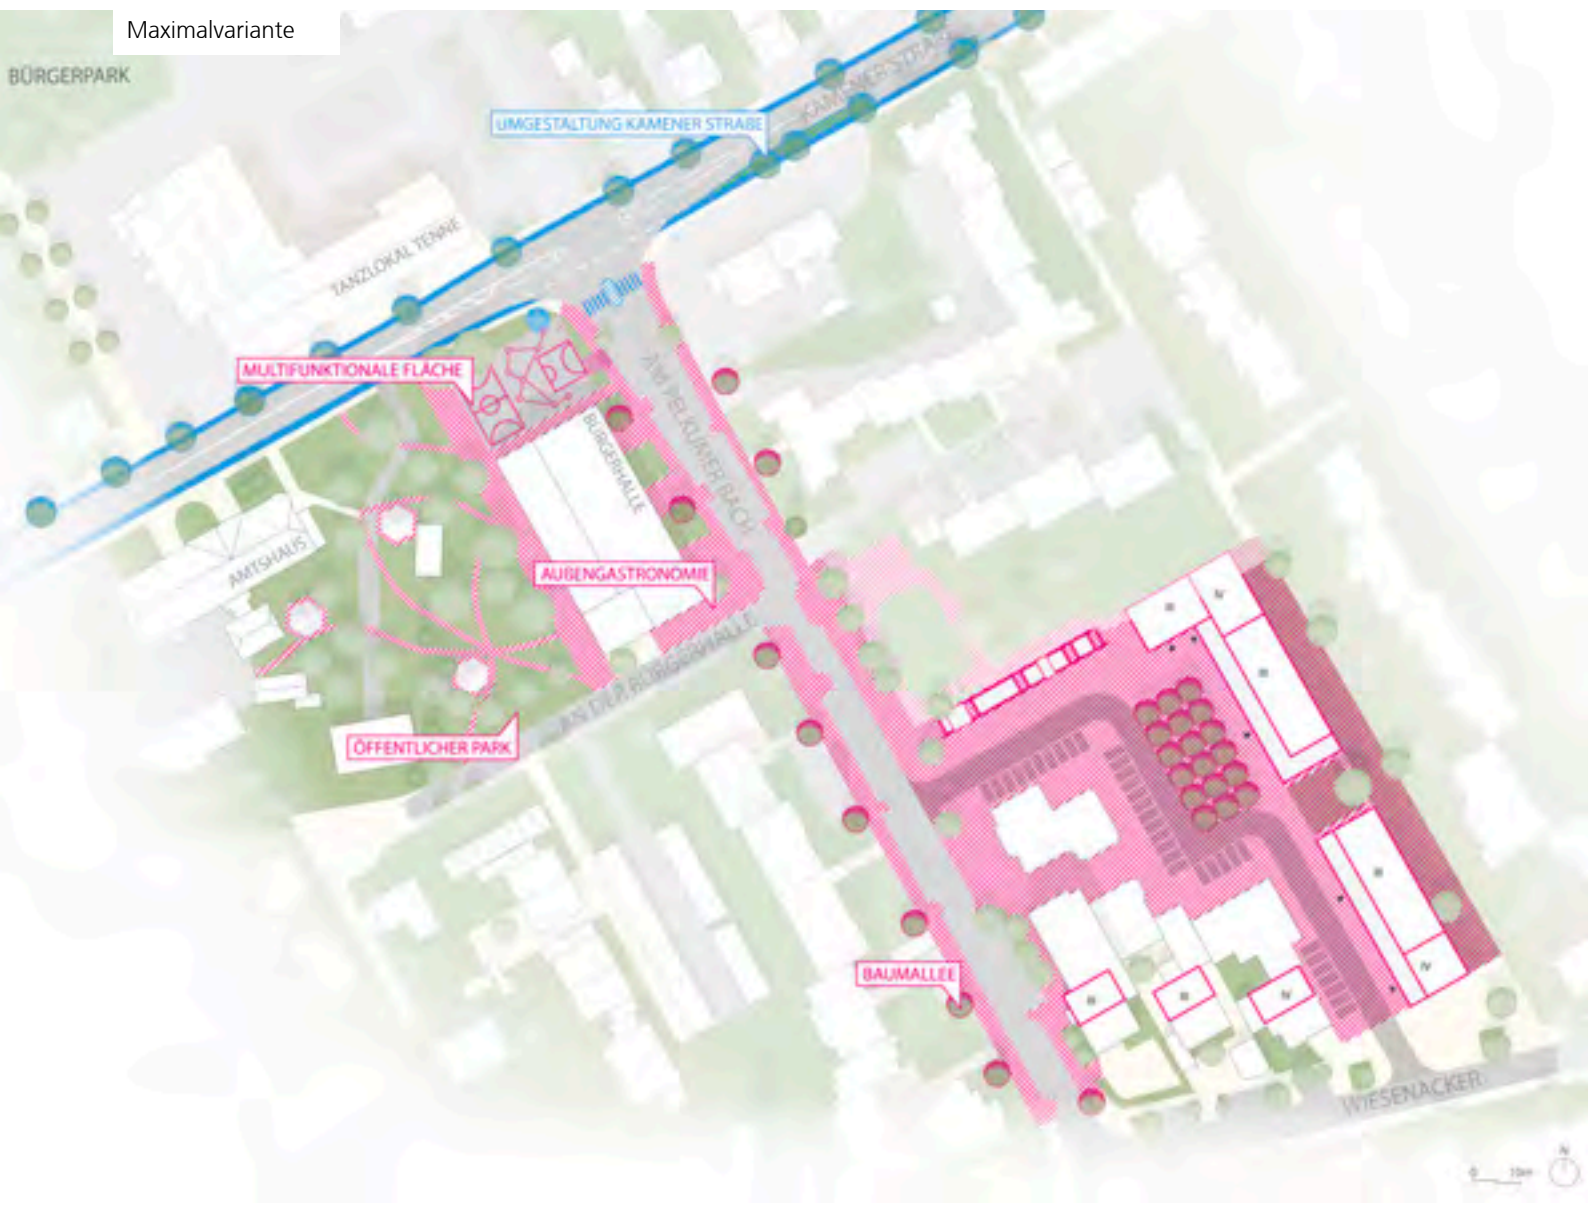 Maximalvariante
BÜRGERPARK
KAMENER STRAßE
UMGESTALTUNG KAMENER STRAßE
TANZLOKAL TENNE
MULTIFUNKTIONALE FLÄCHE
AM PELKUMER BACH
BÜRGERHALLE
AMTSHAUS
AUßENGASTRONOMIE
AN DER BÜRGERHALLE
ÖFFENTLICHER PARK
BAUMALLEE
WIESENACKER
N
0